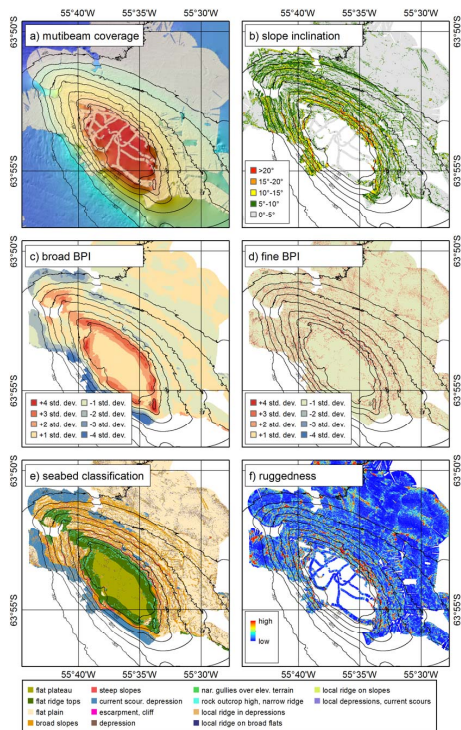 55°40'W 55°35'W 55°30'W 55°40'W 55°35'W 55°30'W
63°50'S
63°50'S
a) mutibeam coverage
b) slope inclination
63°55'S
63°55'S
>20°
15°-20°
10°-15°
5°-10°
0°-5°
63°50'S
63°50'S
c) broad BPI
d) fine BPI
63°55'S
63°55'S
+4 std. dev. -1 std. dev.
+3 std. dev. -2 std. dev.
+2 std. dev. -3 std. dev.
+1 std. dev. -4 std. dev.
+4 std. dev. -1 std. dev.
+3 std. dev. -2 std. dev.
+2 std. dev. -3 std. dev.
+1 std. dev. -4 std. dev.
63°50'S
63°50'S
e) seabed classification
f) ruggedness
63°55'S
63°55'S
high
low
55°40'W 55°35'W 55°30'W 55°40'W 55°35'W 55°30'W
flat plateau steep slopes nar. gullies over elev. terrain local ridge on slopes
flat ridge tops current scour. depression rock outcrop high, narrow ridge local depressions, current scours
flat plain escarpment, cliff local ridge in depressions
broad slopes depression local ridge on broad flats